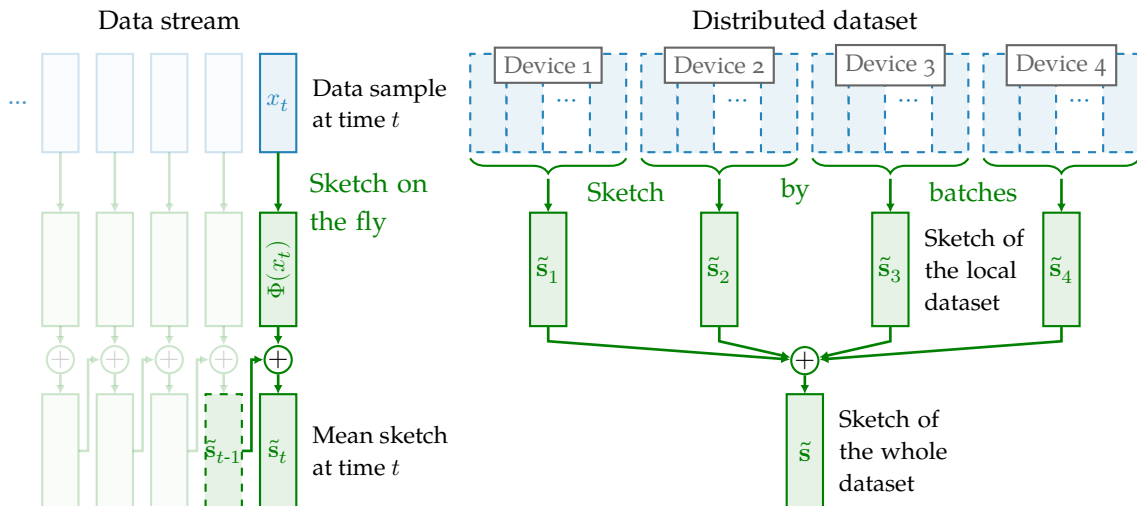 Data stream
...
x_t
Data sample
at time t
Sketch on
the fly
Φ(x_t)
+
+
+
+
+
s̃_{t-1}
s̃_t
Mean sketch
at time t
Distributed dataset
Device 1
Device 2
Device 3
Device 4
...
...
...
...
Sketch by batches
s̃_1
s̃_2
s̃_3
s̃_4
Sketch of
the local
dataset
+
s̃
Sketch of
the whole
dataset